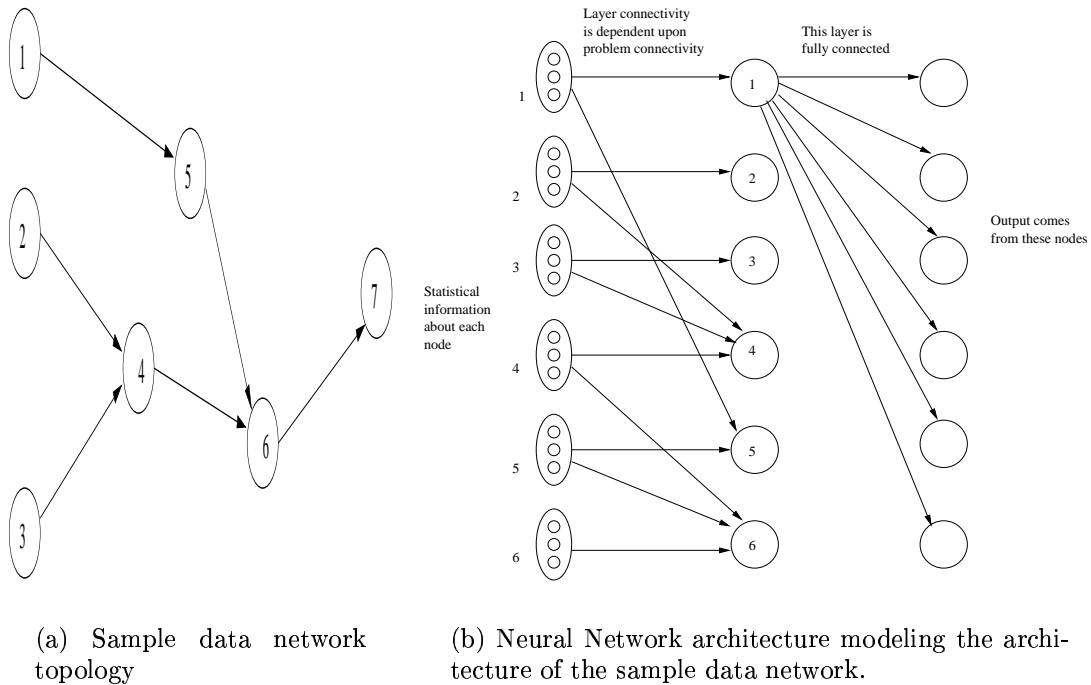 1
5
2
7
4
6
3
Statistical
information
about each
node
(a) Sample data network
topology
Layer connectivity
is dependent upon
problem connectivity
This layer is
fully connected
1
1
2
2
3
3
4
4
5
5
6
6
Output comes
from these nodes
(b) Neural Network architecture modeling the archi-
tecture of the sample data network.